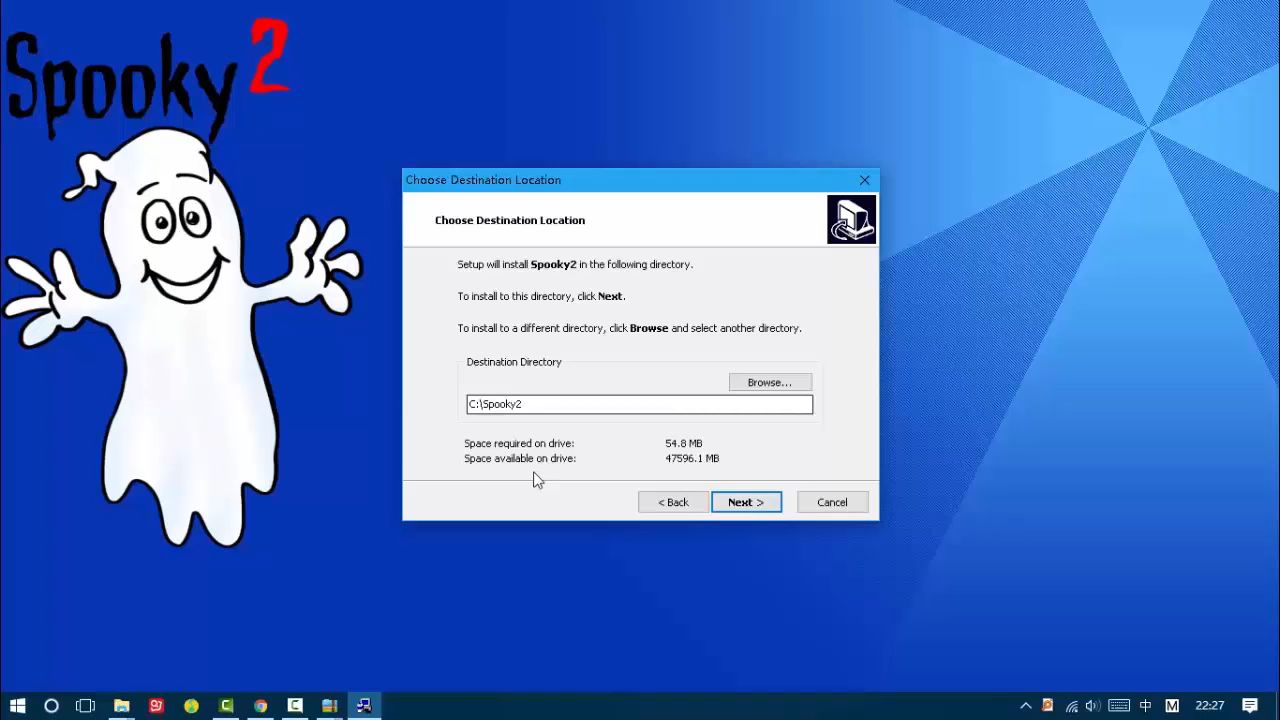 Spooky2
Choose Destination Location
Choose Destination Location
Setup will install Spooky2 in the following directory.
To install to this directory, click Next.
To install to a different directory, click Browse and select another directory.
Destination Directory
Browse...
C:\Spooky2
Space required on drive: 54.8 MB
Space available on drive: 47596.1 MB
< Back
Next >
Cancel
中
M
22:27